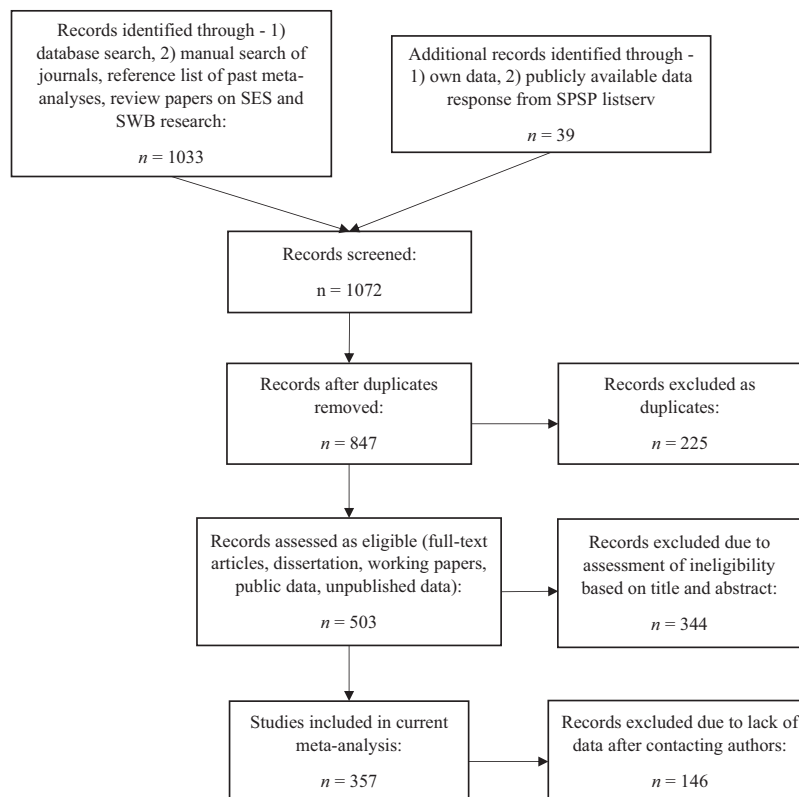 Records identified through - 1)
database search, 2) manual search of
journals, reference list of past meta-
analyses, review papers on SES and
SWB research:
n = 1033
Additional records identified through -
1) own data, 2) publicly available data
response from SPSP listserv
n = 39
Records screened:
n = 1072
Records after duplicates
removed:
n = 847
Records excluded as
duplicates:
n = 225
Records assessed as eligible (full-text
articles, dissertation, working papers,
public data, unpublished data):
n = 503
Records excluded due to
assessment of ineligibility
based on title and abstract:
n = 344
Studies included in current
meta-analysis:
n = 357
Records excluded due to lack of
data after contacting authors:
n = 146